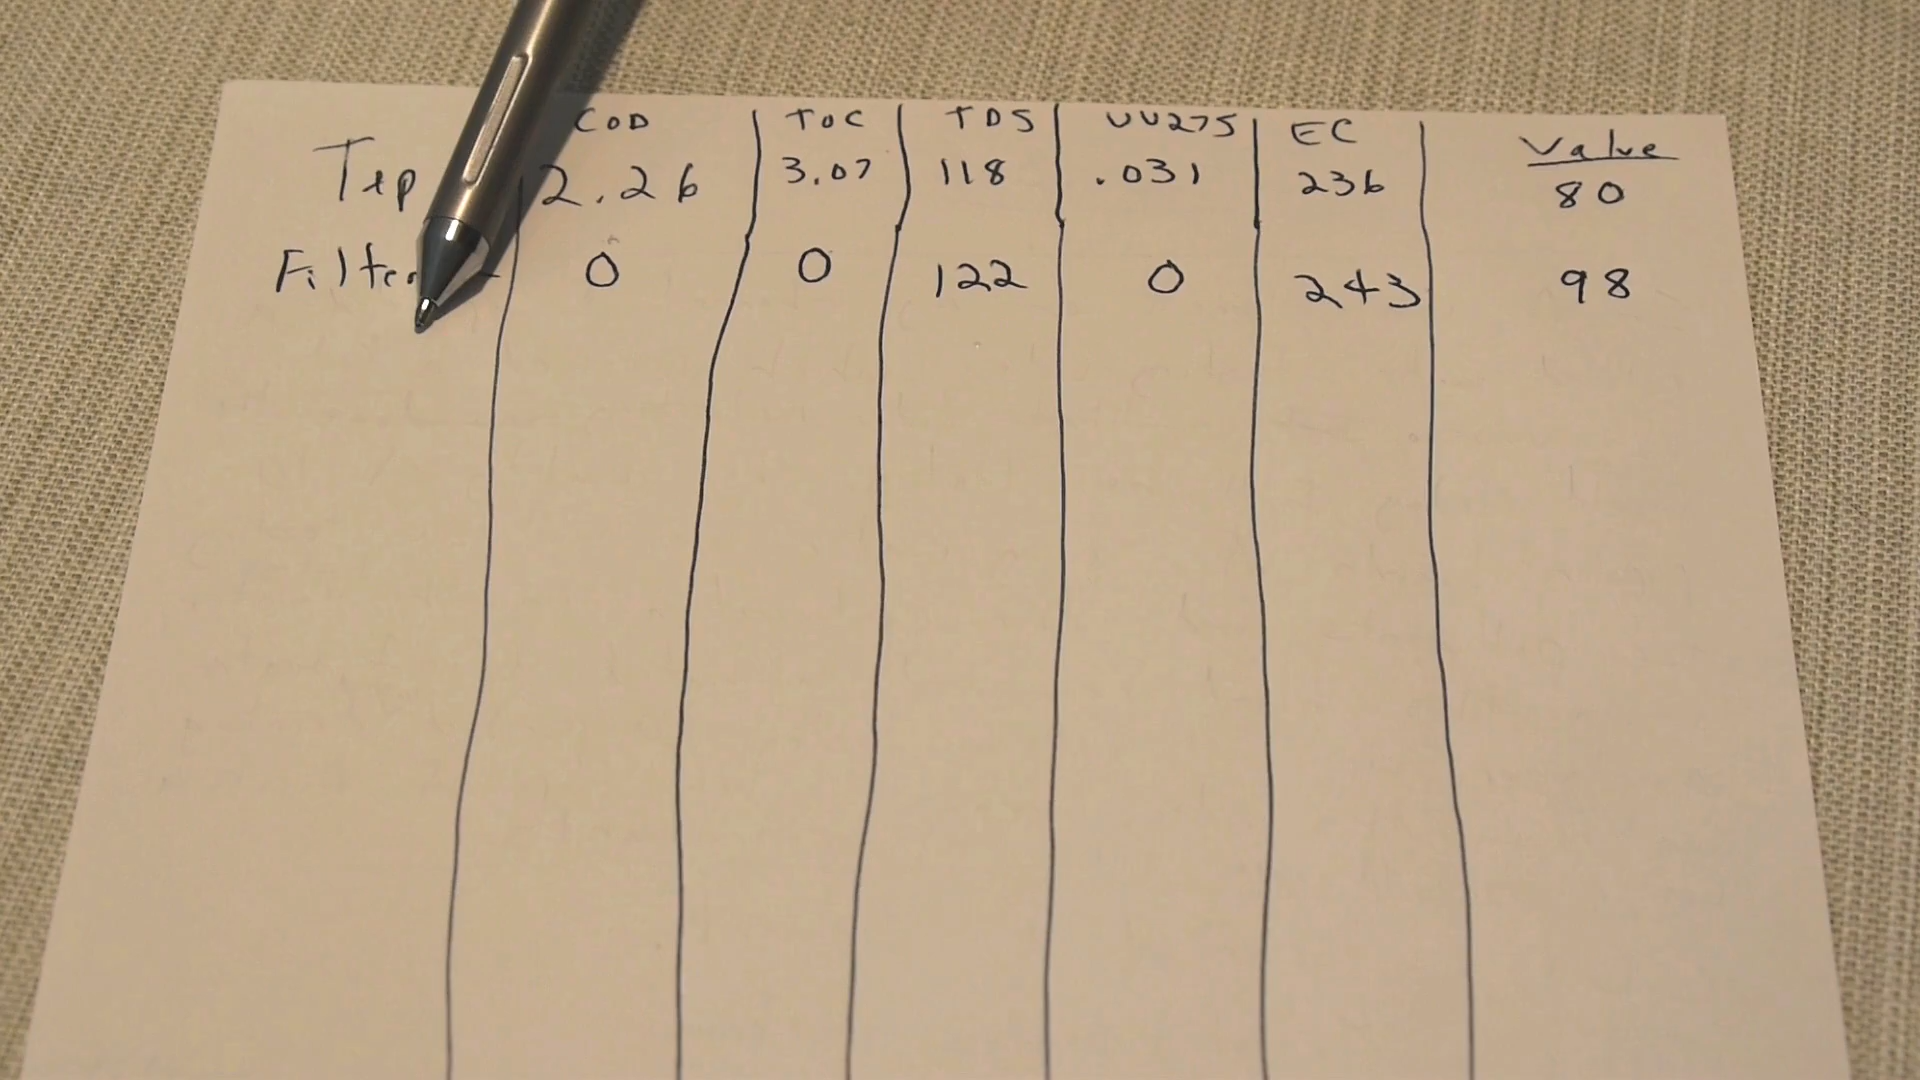 COD TOC TDS UV275 EC Value
Tap 2.26 3.07 118 .031 236 80
0 0 122 0 243 98